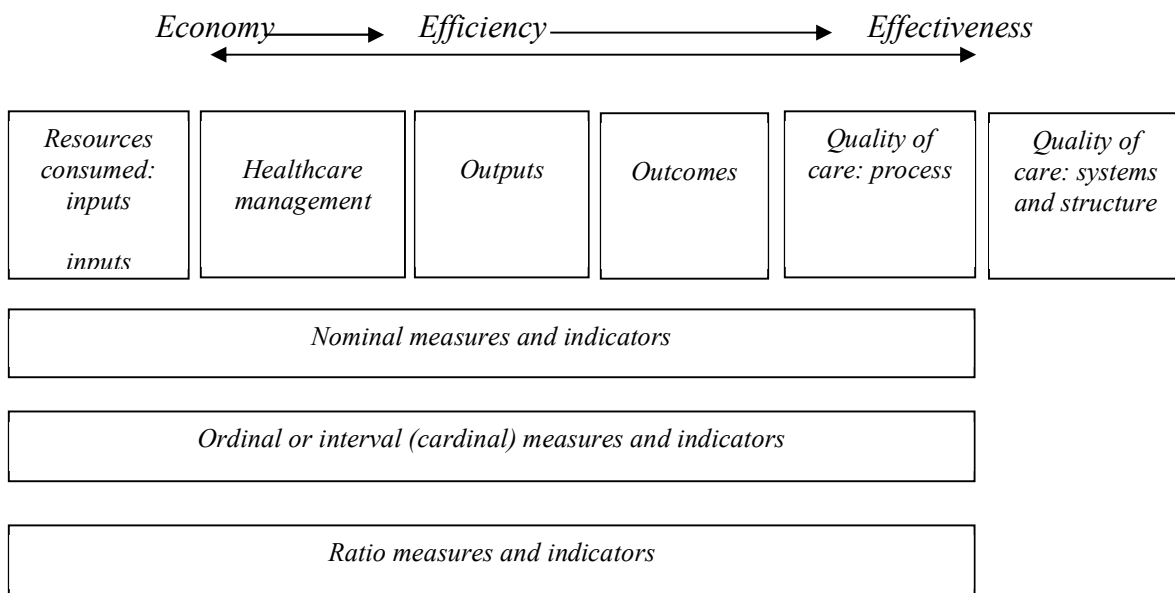 Economy Efficiency Effectiveness
Resources
consumed:
inputs
inputs
Healthcare
management
Outputs
Outcomes
Quality of
care: process
Quality of
care: systems
and structure
Nominal measures and indicators
Ordinal or interval (cardinal) measures and indicators
Ratio measures and indicators